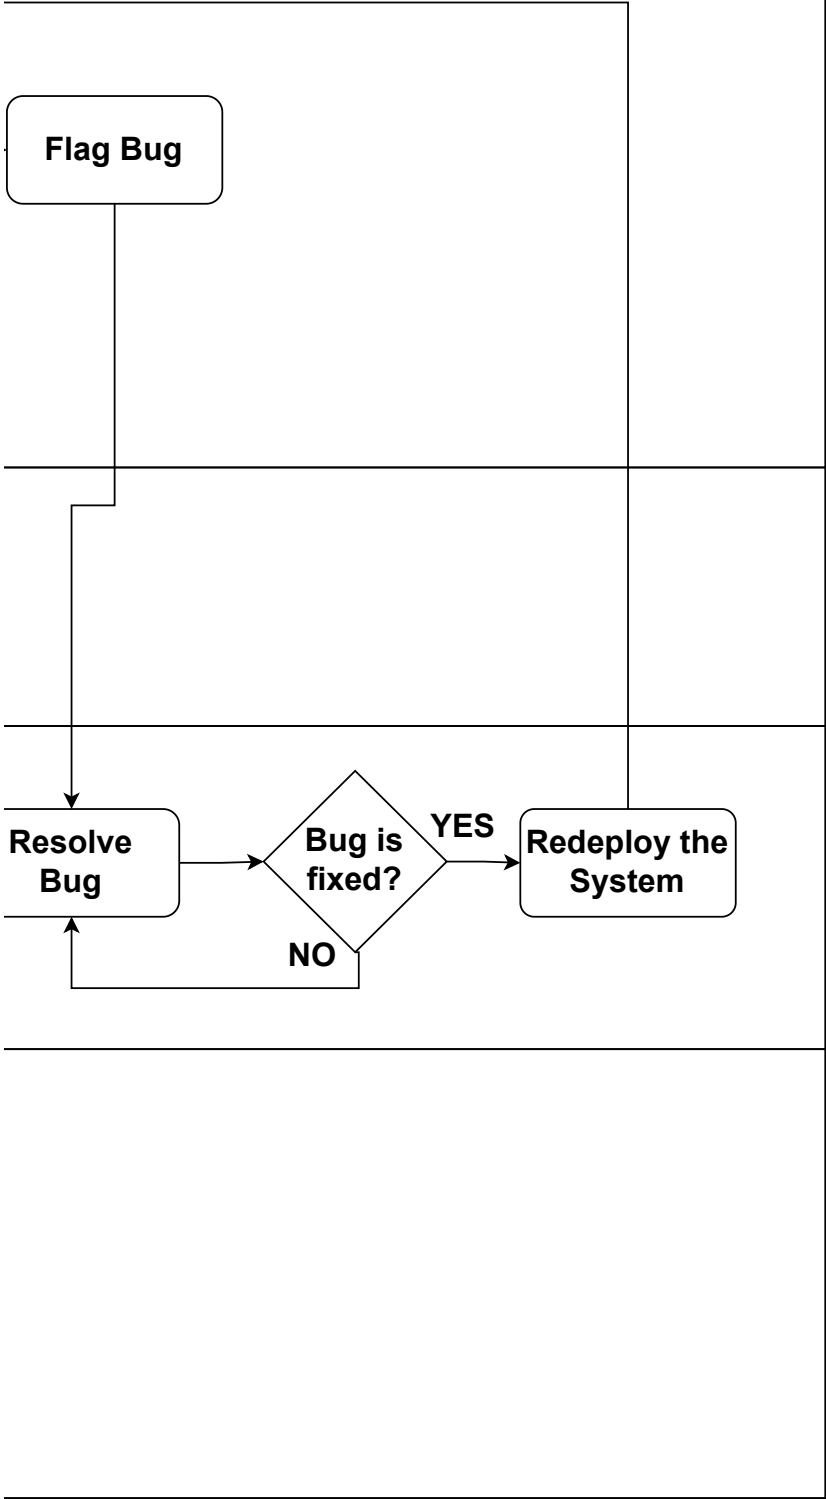 Flag Bug
Resolve
Bug
Bug is
fixed?
YES
Redeploy the
System
NO